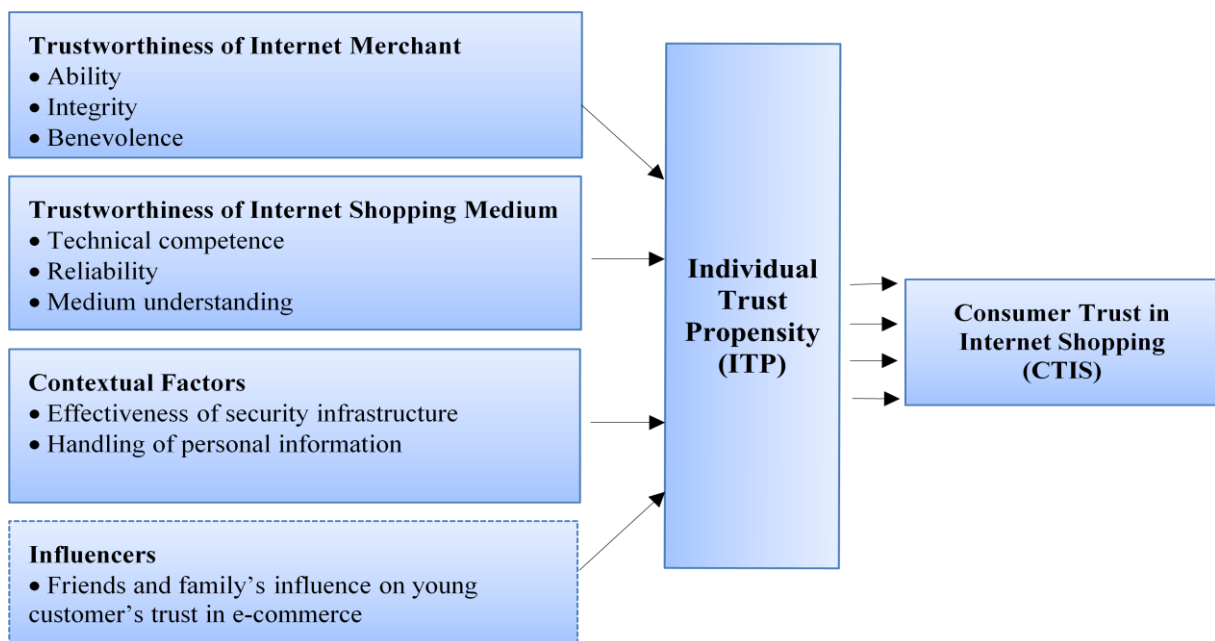 Trustworthiness of Internet Merchant
• Ability
• Integrity
• Benevolence
Trustworthiness of Internet Shopping Medium
• Technical competence
• Reliability
• Medium understanding
Contextual Factors
• Effectiveness of security infrastructure
• Handling of personal information
Influencers
• Friends and family’s influence on young
customer’s trust in e-commerce
Individual
Trust
Propensity
(ITP)
Consumer Trust in
Internet Shopping
(CTIS)